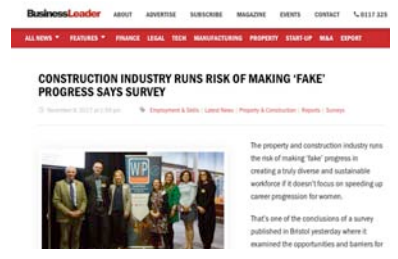 BusinessLeader ABOUT ADVERTISE SUBSCRIBE MAGAZINE EVENTS CONTACT 0117 325
ALL NEWS FEATURES FINANCE LEGAL TECH MANUFACTURING PROPERTY START-UP M&A EXPORT
CONSTRUCTION INDUSTRY RUNS RISK OF MAKING ‘FAKE’
PROGRESS SAYS SURVEY
Employment & Skills | Latest News | Property & Construction | Reports | Surveys
The property and construction industry runs
the risk of making ‘fake’ progress in
creating a truly diverse and sustainable
workforce if it doesn't focus on speeding up
career progression for women.
That's one of the conclusions of a survey
published in Bristol yesterday where it
examined the opportunities and barriers for
WP